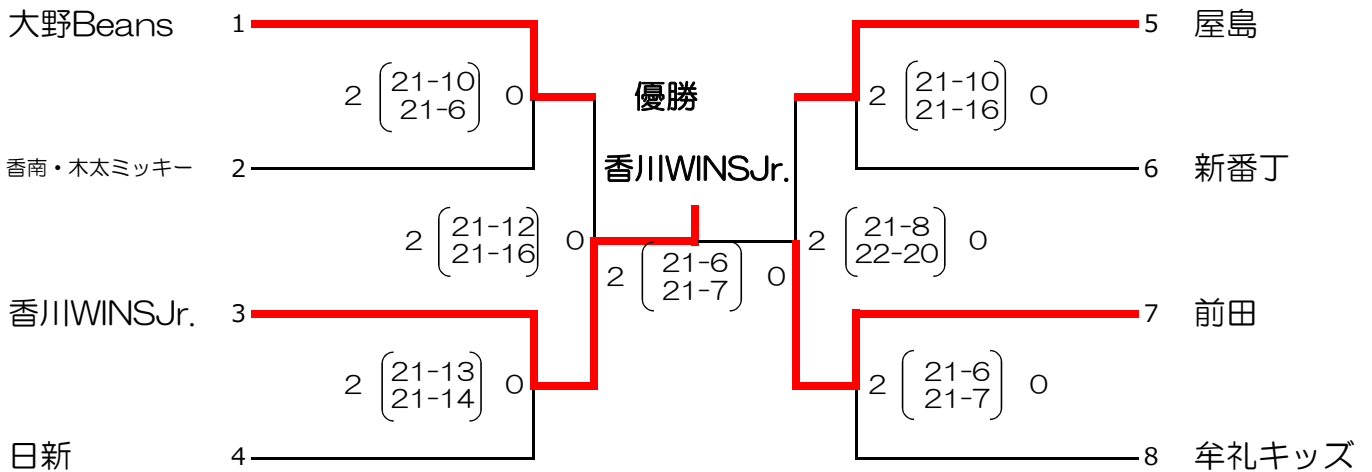 大野Beans 1
5 屋島
2 21-10 0
21-6
優勝
2 21-10 0
21-16
香南・木太ミッキー 2
香川WINSJr.
6 新番丁
2 21-12 0
21-16
2 21-6 0
21-7
2 21-8 0
22-20
香川WINSJr. 3
7 前田
2 21-13 0
21-14
2 21-6 0
21-7
日新 4
8 牟礼キッズ